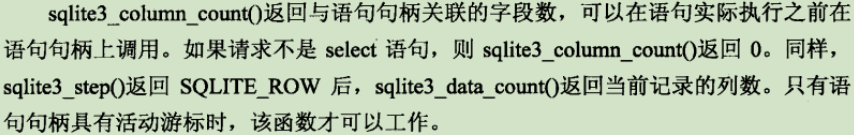 sqlite3_column_count()返回与语句句柄关联的字段数，可以在语句实际执行之前在
语句句柄上调用。如果请求不是 select 语句，则 sqlite3_column_count()返回 0。同样，
sqlite3_step()返回 SQLITE_ROW 后，sqlite3_data_count()返回当前记录的列数。只有语
句句柄具有活动游标时，该函数才可以工作。